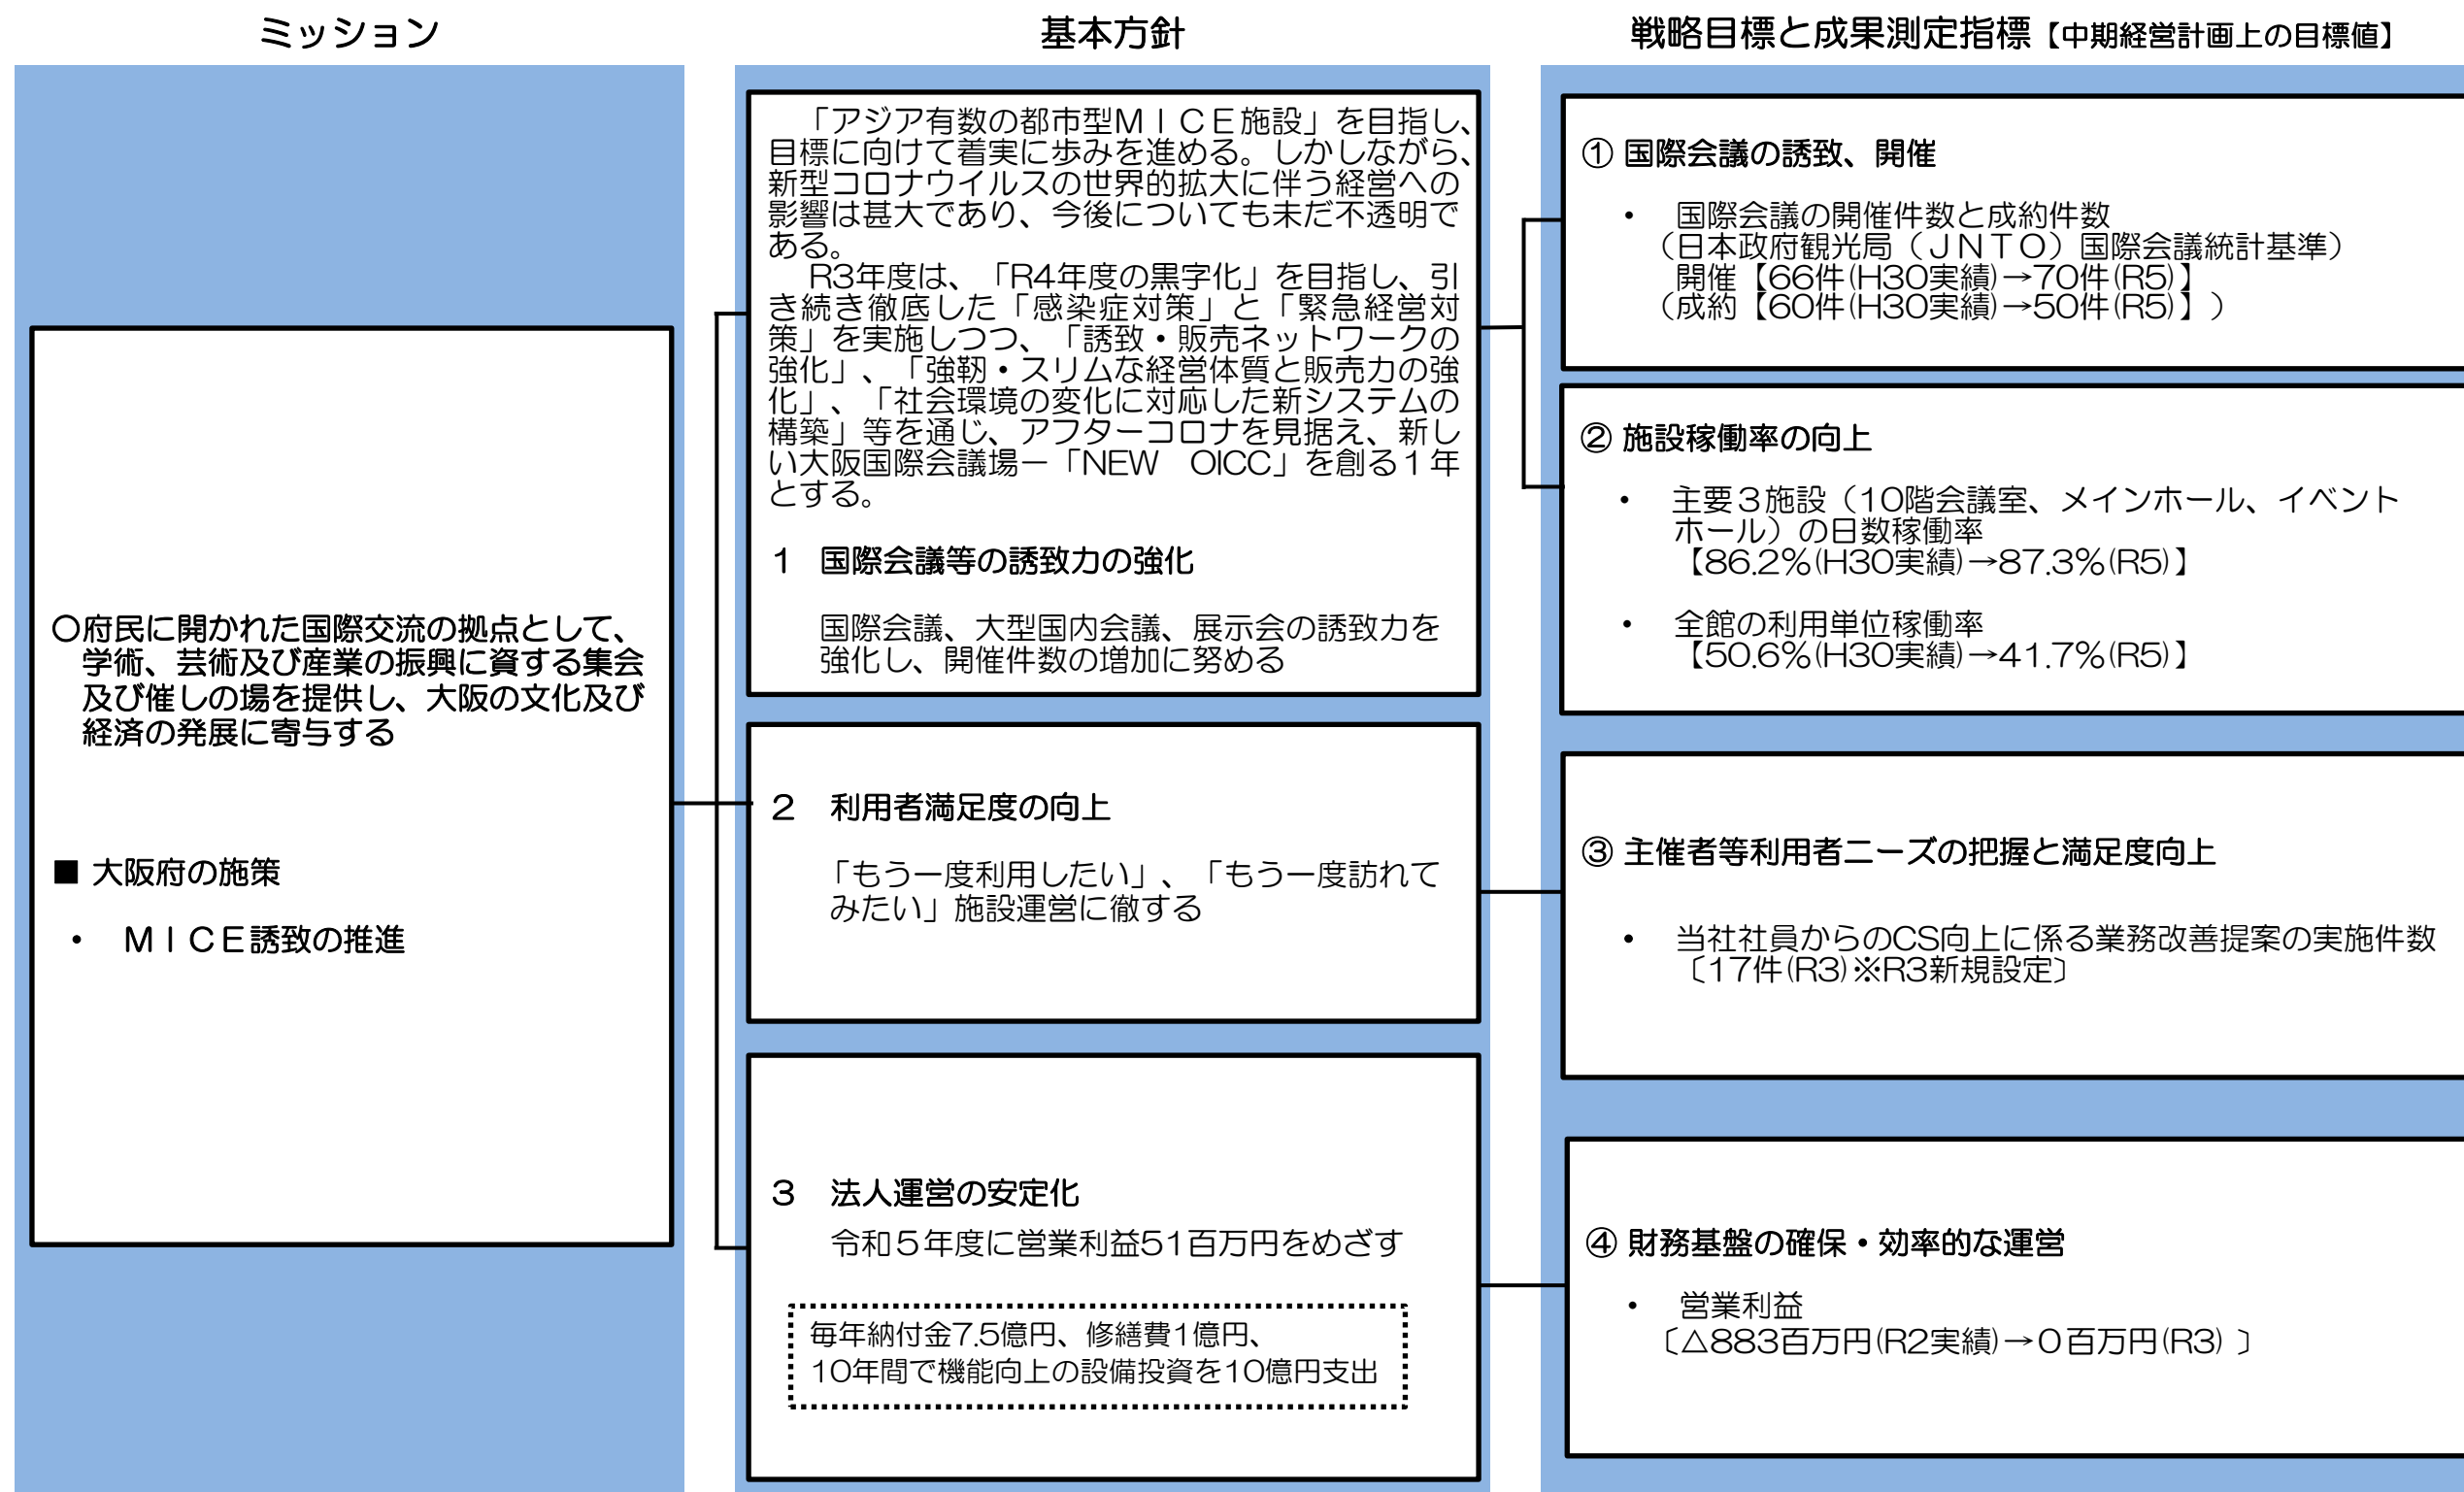 ミッション
〇府民に開かれた国際交流の拠点として、
学術、芸術及び産業の振興に資する集会
及び催しの場を提供し、大阪の文化及び
経済の発展に寄与する
■ 大阪府の施策
・ ＭＩＣＥ誘致の推進
基本方針
「アジア有数の都市型ＭＩＣＥ施設」を目指し、
目標に向けて着実に歩みを進める。しかしながら、
新型コロナウイルスの世界的拡大に伴う経営への
影響は甚大であり、今後についても未だ不透明で
ある。
R3年度は、「R4年度の黒字化」を目指し、引
き続き徹底した「感染症対策」と「緊急経営対
策」を実施しつつ、「誘致・販売ネットワークの
強化」、「強靭・スリムな経営体質と販売力の強
化」、「社会環境の変化に対応した新システムの
構築」等を通じ、アフターコロナを見据え、新し
い大阪国際会議場－「NEW　OICC」を創る１年
とする。
１ 国際会議等の誘致力の強化
国際会議、大型国内会議、展示会の誘致力を
強化し、開催件数の増加に努める
２ 利用者満足度の向上
「もう一度利用したい」、「もう一度訪れて
みたい」施設運営に徹する
３ 法人運営の安定化
令和５年度に営業利益51百万円をめざす
毎年納付金7.5億円、修繕費1億円、
10年間で機能向上の設備投資を10億円支出
戦略目標と成果測定指標【中期経営計画上の目標値】
① 国際会議の誘致、開催
・ 国際会議の開催件数と成約件数
（日本政府観光局（ＪＮＴＯ）国際会議統計基準）
開催【66件(H30実績)→70件(R5)】
（成約【60件(H30実績)→50件(R5)】）
② 施設稼働率の向上
・ 主要３施設（10階会議室、メインホール、イベント
ホール）の日数稼働率
【86.2％(H30実績)→87.3％(R5)】
・ 全館の利用単位稼働率
【50.6％(H30実績)→41.7％(R5)】
③ 主催者等利用者ニーズの把握と満足度向上
・ 当社社員からのCS向上に係る業務改善提案の実施件数
〔17件(R3)※R3新規設定〕
④ 財務基盤の確保・効率的な運営
・ 営業利益
〔△883百万円(R2実績)→０百万円(R3) 〕